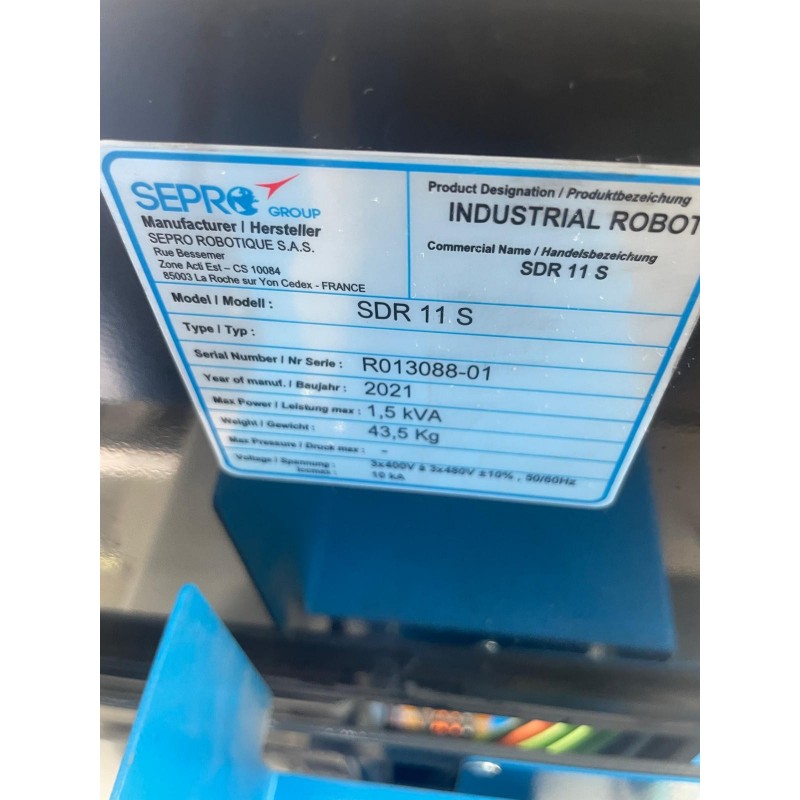 SEPRO GROUP
Manufacturer / Hersteller
SEPRO ROBOTIQUE S.A.S.
Rue Bessemer
Zone Acti Est – CS 10084
85003 La Roche sur Yon Cedex - FRANCE
Product Designation / Produktbezeichung
INDUSTRIAL ROBOT
Commercial Name / Handelsbezeichung
SDR 11 S
Model / Modell : SDR 11 S
Type / Typ :
Serial Number / Nr Serie : R013088-01
Year of manuf. / Baujahr : 2021
Max Power / Leistung max : 1,5 kVA
Weight / Gewicht : 43,5 Kg
Max Pressure / Druck max : -
Voltage / Spannung : 3x400V à 3x480V ±10% , 50/60Hz
10 kA